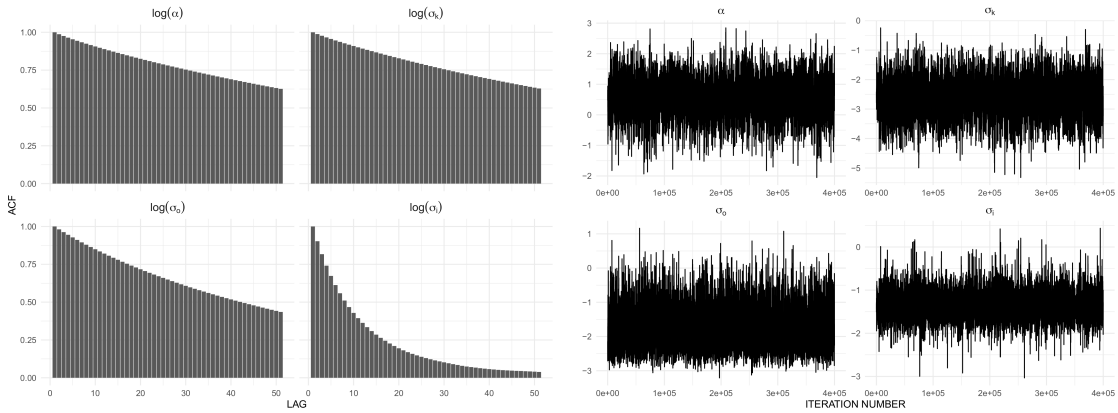 log(α) log(σk)
1.00
0.75
0.50
0.25
0.00
log(σo) log(σi)
1.00
0.75
0.50
0.25
0.00
0 10 20 30 40 50 0 10 20 30 40 50
ACF
LAG
α σk
3
2
1
0
−1
−2
0e+00 1e+05 2e+05 3e+05 4e+05
0
−1
−2
−3
−4
−5
0e+00 1e+05 2e+05 3e+05 4e+05
σo σi
1
0
−1
−2
−3
0e+00 1e+05 2e+05 3e+05 4e+05
0
−1
−2
−3
0e+00 1e+05 2e+05 3e+05 4e+05
ITERATION NUMBER